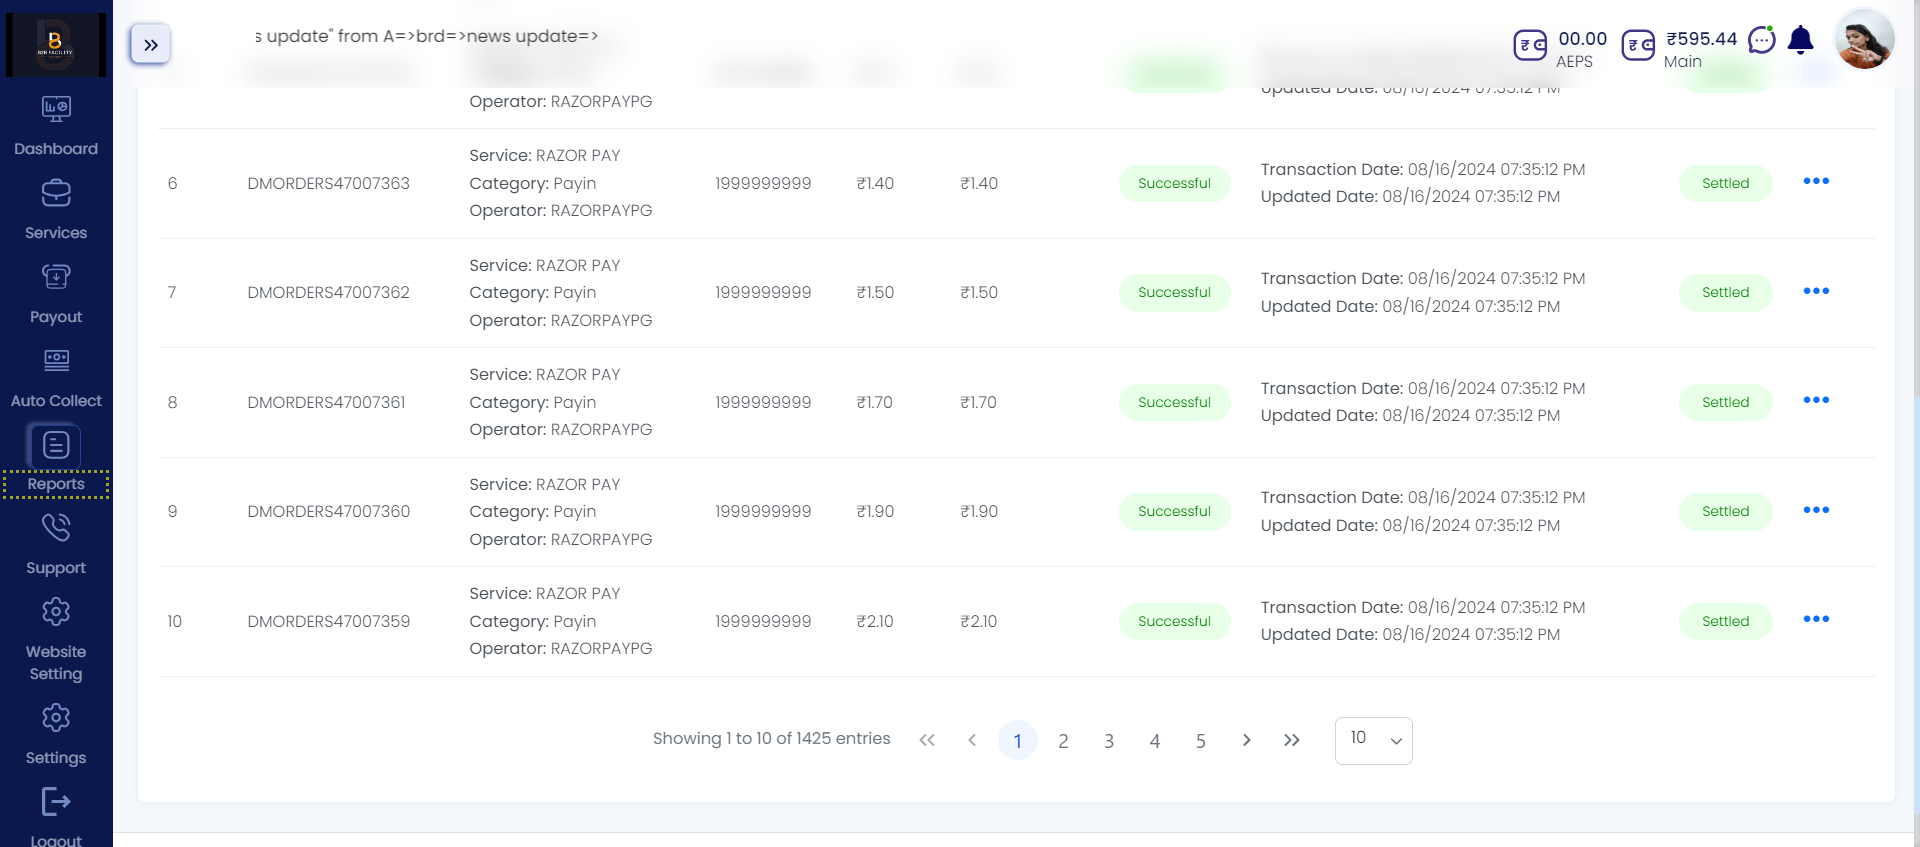 B2B FACILITY
s update" from A=>brd=>news update=>
00.00
AEPS
₹595.44
Main
Dashboard
Services
Payout
Auto Collect
Reports
Support
Website
Setting
Settings
Logout
Operator: RAZORPAYPG
Updated Date: 08/16/2024 07:35:12 PM
6 DMORDERS47007363 Service: RAZOR PAY
Category: Payin
Operator: RAZORPAYPG
1999999999 ₹1.40 ₹1.40 Successful
Transaction Date: 08/16/2024 07:35:12 PM
Updated Date: 08/16/2024 07:35:12 PM
Settled
7 DMORDERS47007362 Service: RAZOR PAY
Category: Payin
Operator: RAZORPAYPG
1999999999 ₹1.50 ₹1.50 Successful
Transaction Date: 08/16/2024 07:35:12 PM
Updated Date: 08/16/2024 07:35:12 PM
Settled
8 DMORDERS47007361 Service: RAZOR PAY
Category: Payin
Operator: RAZORPAYPG
1999999999 ₹1.70 ₹1.70 Successful
Transaction Date: 08/16/2024 07:35:12 PM
Updated Date: 08/16/2024 07:35:12 PM
Settled
9 DMORDERS47007360 Service: RAZOR PAY
Category: Payin
Operator: RAZORPAYPG
1999999999 ₹1.90 ₹1.90 Successful
Transaction Date: 08/16/2024 07:35:12 PM
Updated Date: 08/16/2024 07:35:12 PM
Settled
10 DMORDERS47007359 Service: RAZOR PAY
Category: Payin
Operator: RAZORPAYPG
1999999999 ₹2.10 ₹2.10 Successful
Transaction Date: 08/16/2024 07:35:12 PM
Updated Date: 08/16/2024 07:35:12 PM
Settled
Showing 1 to 10 of 1425 entries 1 2 3 4 5 10